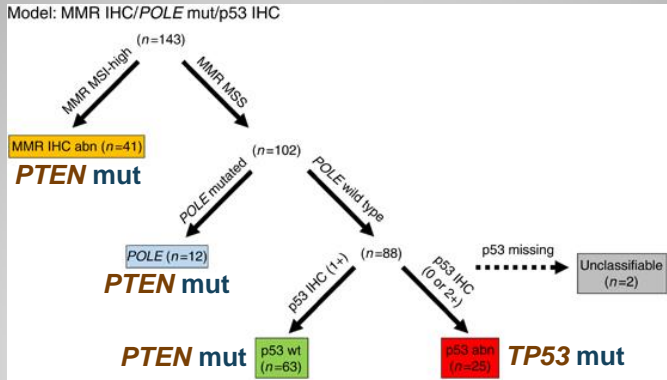 Model: MMR IHC/POLE mut/p53 IHC
(n=143)
MMR MSI-high
MMR MSS
MMR IHC abn (n=41)
PTEN mut
(n=102)
POLE mutated
POLE wild type
POLE (n=12)
PTEN mut
(n=88)
p53 missing
Unclassifiable
(n=2)
p53 IHC (1+)
p53 IHC
(0 or 2+)
PTEN mut
p53 wt
(n=63)
p53 abn
(n=25)
TP53 mut